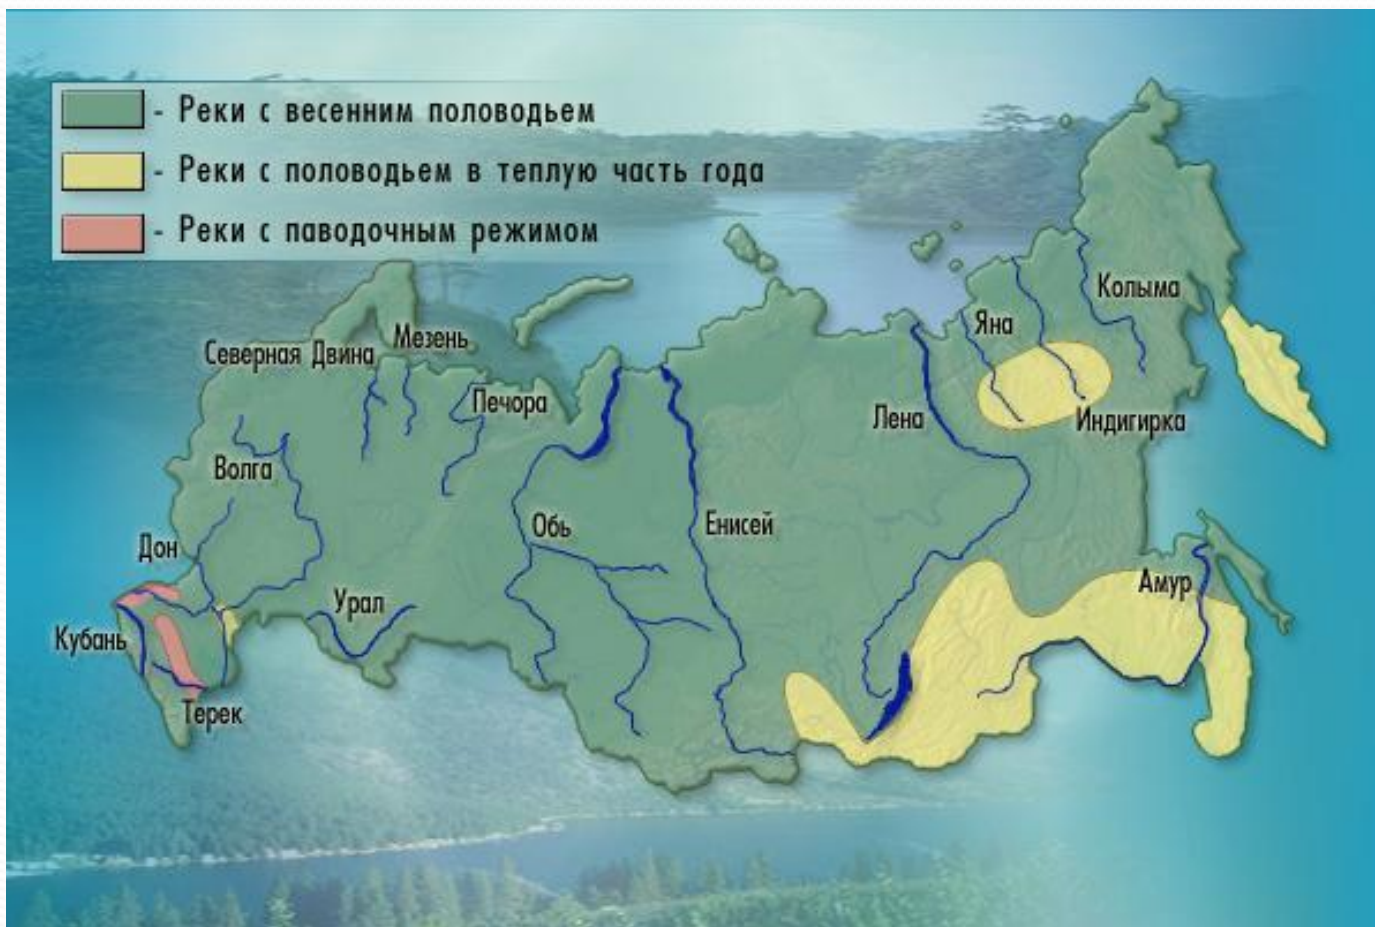 - Реки с весенним половодьем
- Реки с половодьем в теплую часть года
- Реки с паводочным режимом
Колыма
Яна
Мезень
Северная Двина
Печора
Лена
Индигирка
Волга
Обь
Енисей
Дон
Амур
Урал
Кубань
Терек